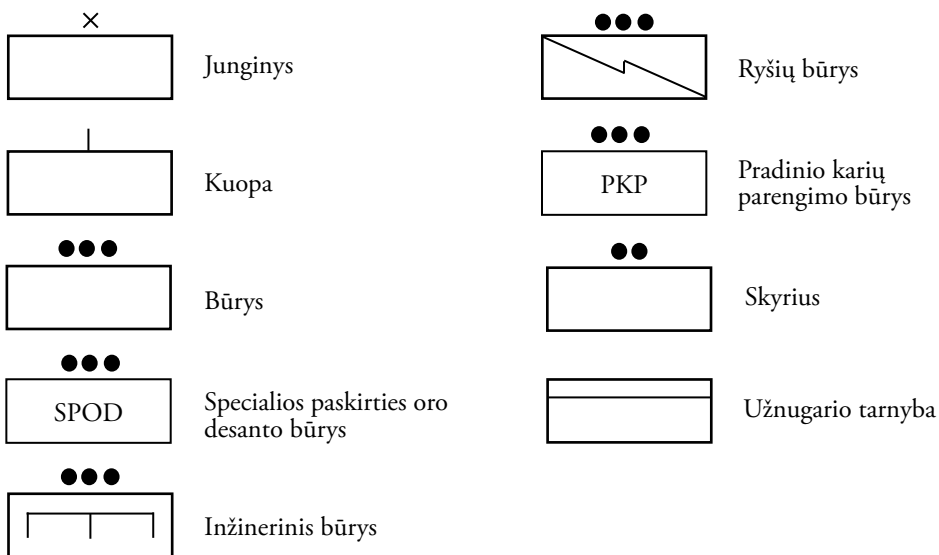 Junginys
Kuopa
Būrys
SPOD
Specialios paskirties oro
desanto būrys
Inžinerinis būrys
Ryšių būrys
PKP
Pradinio karių
parengimo būrys
Skyrius
Užnugario tarnyba